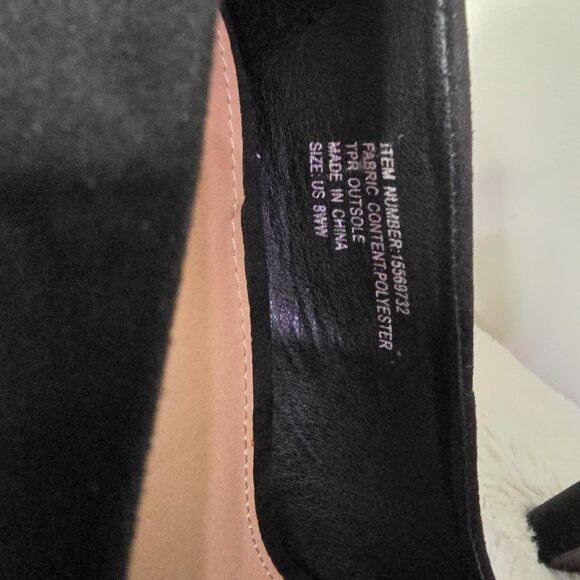 ITEM NUMBER:15569732
FABRIC CONTENT:POLYESTER
TPR OUTSOLE
MADE IN CHINA
SIZE: US 8WW